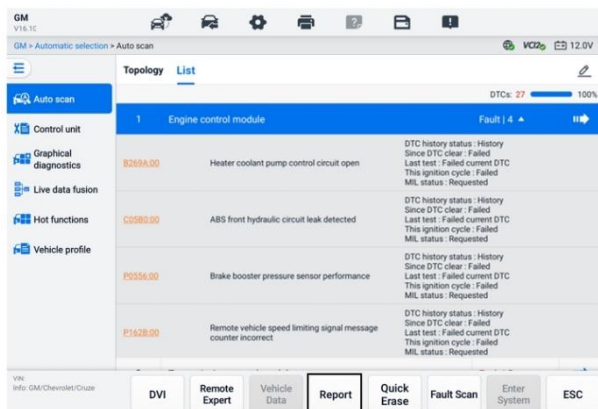 GM
V16.10
GM > Automatic selection > Auto scan
VCI2
12.0V
Topology List
DTCs: 27 100%
Auto scan
Control unit
Graphical diagnostics
Live data fusion
Hot functions
Vehicle profile
1 Engine control module Fault | 4
B269A:00 Heater coolant pump control circuit open
DTC history status : History
Since DTC clear : Failed
Last test : Failed current DTC
This ignition cycle : Failed
MIL status : Requested
C05B0:00 ABS front hydraulic circuit leak detected
DTC history status : History
Since DTC clear : Failed
Last test : Failed current DTC
This ignition cycle : Failed
MIL status : Requested
P0556:00 Brake booster pressure sensor performance
DTC history status : History
Since DTC clear : Failed
Last test : Failed current DTC
This ignition cycle : Failed
MIL status : Requested
P162B:00 Remote vehicle speed limiting signal message
counter incorrect
DTC history status : History
Since DTC clear : Failed
Last test : Failed current DTC
This ignition cycle : Failed
MIL status : Requested
VIN:
Info: GM/Chevrolet/Cruze
DVI
Remote Expert
Vehicle Data
Report
Quick Erase
Fault Scan
Enter System
ESC